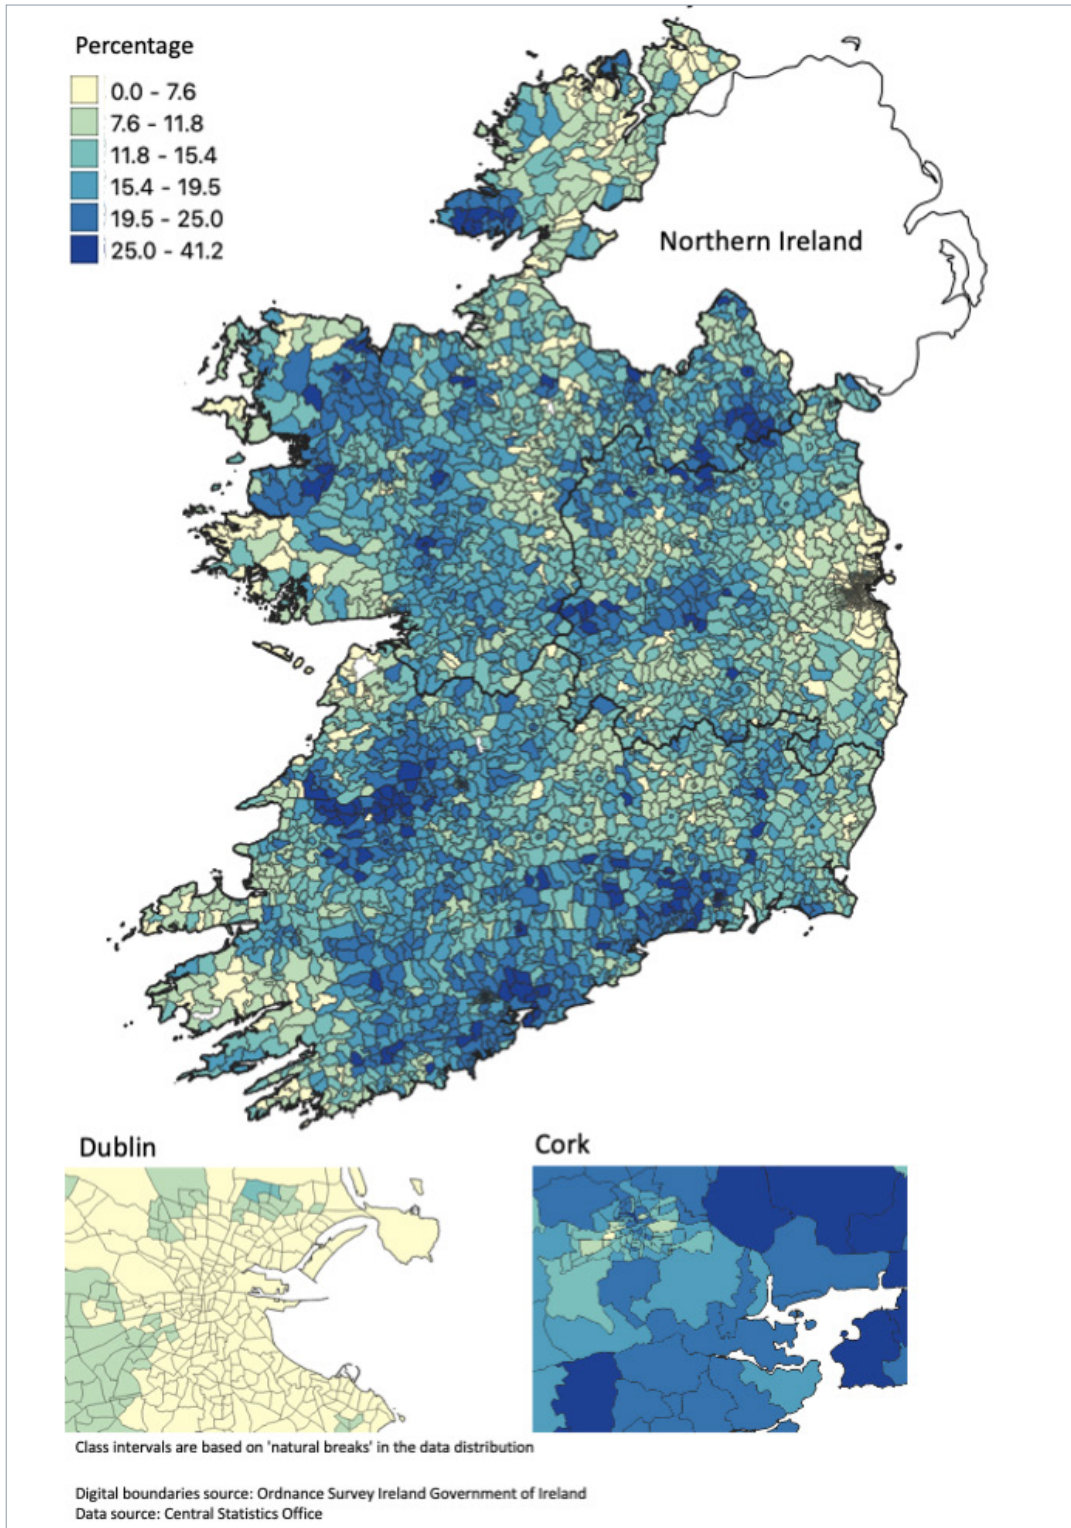 Percentage
0.0 - 7.6
7.6 - 11.8
11.8 - 15.4
15.4 - 19.5
19.5 - 25.0
25.0 - 41.2
Northern Ireland
Dublin
Cork
Class intervals are based on 'natural breaks' in the data distribution
Digital boundaries source: Ordnance Survey Ireland Government of Ireland
Data source: Central Statistics Office